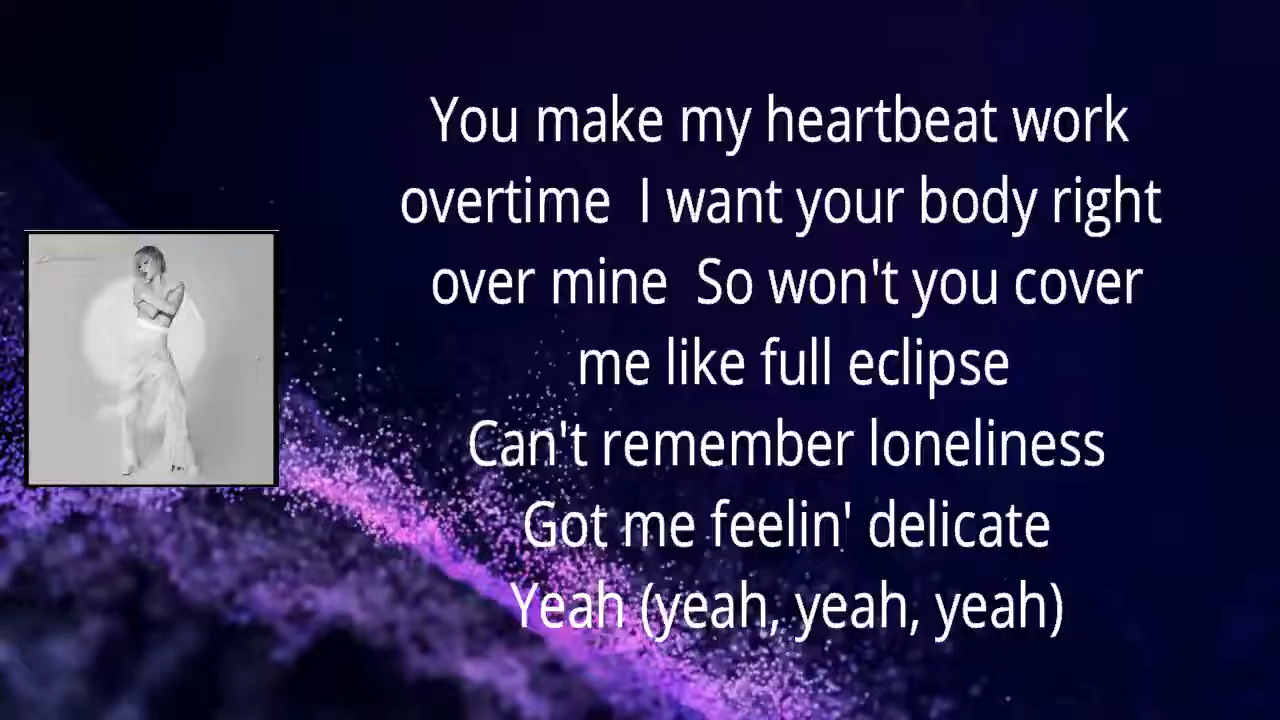 You make my heartbeat work
overtime  I want your body right
over mine  So won't you cover
me like full eclipse
Can't remember loneliness
Got me feelin' delicate
Yeah (yeah, yeah, yeah)